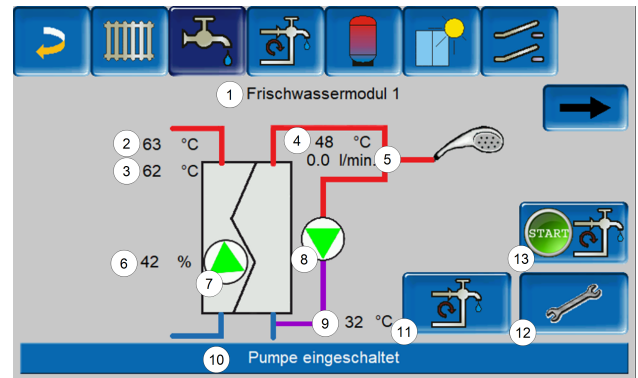 1 Frischwassermodul 1
2 63 °C
3 62 °C
4 48 °C
0.0 l/min. 5
6 42 %
7
8
9 32 °C
START
13
11
12
10 Pumpe eingeschaltet